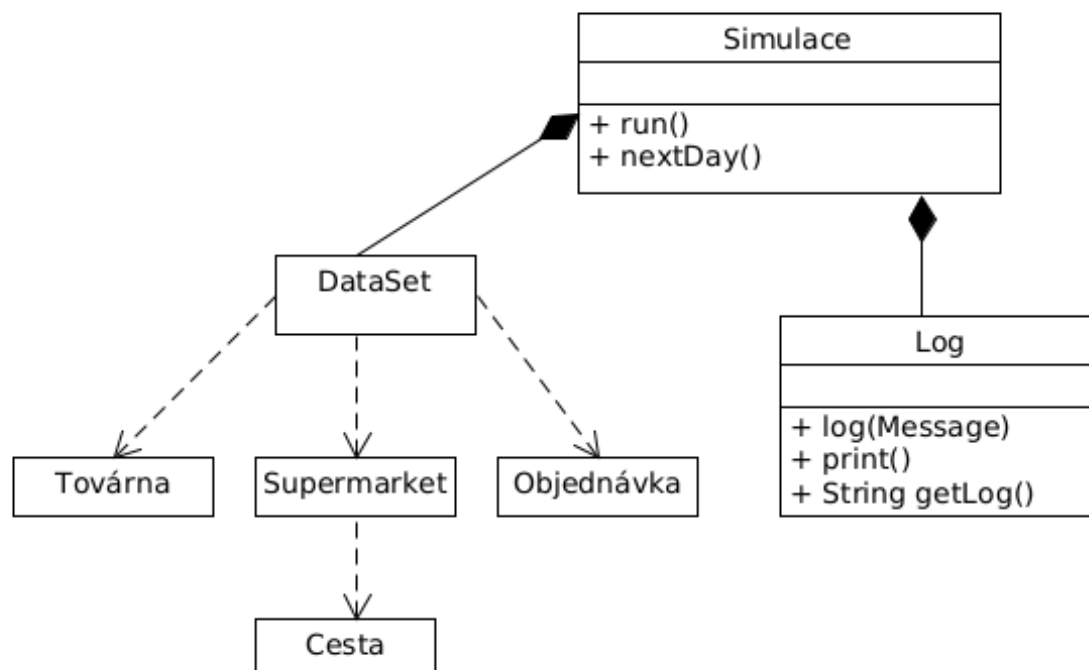 Simulace
+ run()
+ nextDay()
DataSet
Log
+ log(Message)
+ print()
+ String getLog()
Továrna
Supermarket
Objednávka
Cesta